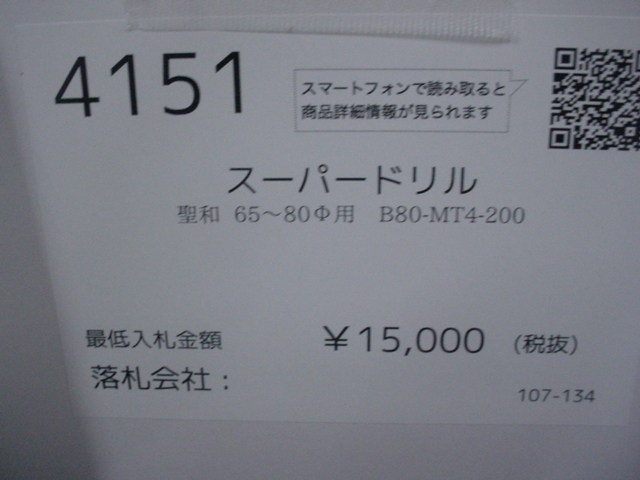 4151
スマートフォンで読み取ると
商品詳細情報が見られます
スーパードリル
聖和 65～80Φ用 B80-MT4-200
最低入札金額 ￥15,000 (税抜)
落札会社：
107-134